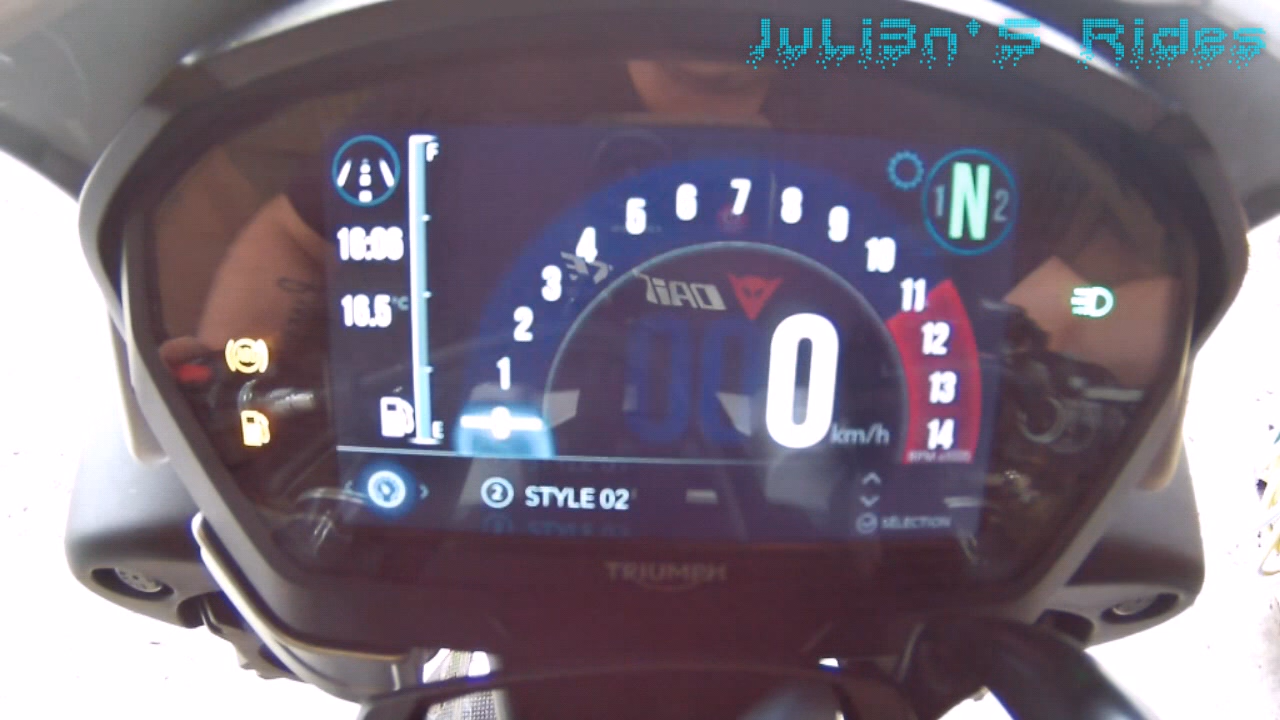 JuLi3n'S Rides
F
16:06
16.5°C
E
1
2
3
4
5
6
7
8
9
10
11
12
13
14
1 N 2
0 km/h
2 STYLE 02
SELECTION
TRIUMPH